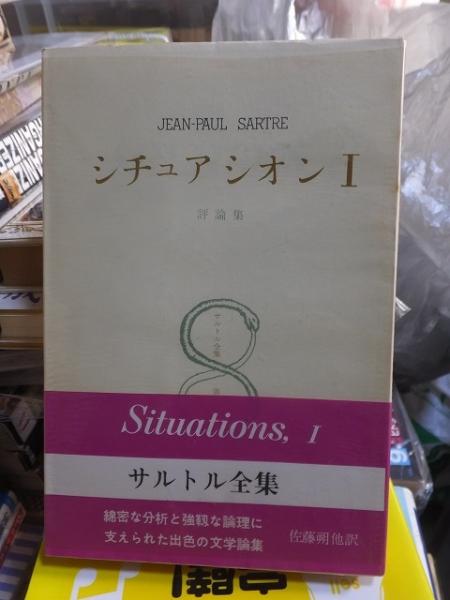 JEAN-PAUL SARTRE
シチュアシオン I
評論集
サルトル全集
Situations, I
サルトル全集
綿密な分析と強靱な論理に
支えられた出色の文学論集
佐藤朔他訳